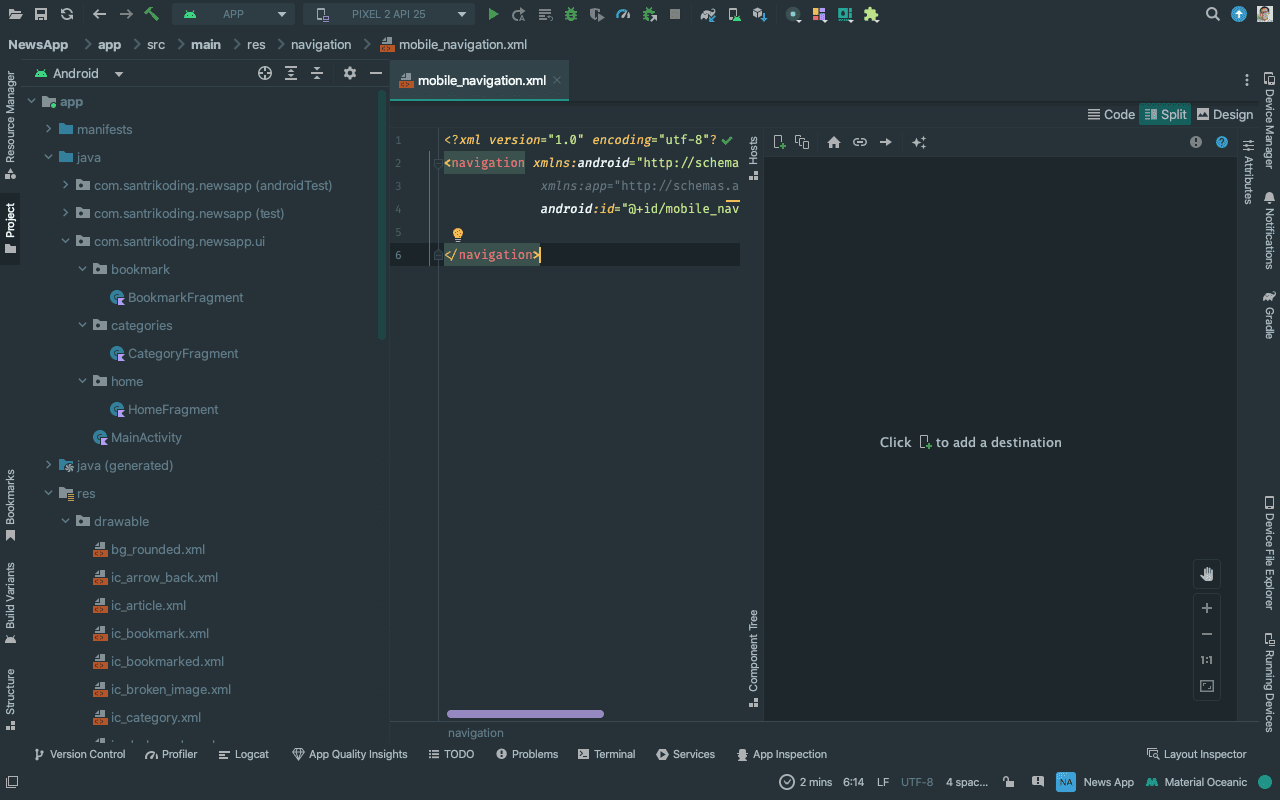 APP
PIXEL 2 API 25
NewsApp
app
src
main
res
navigation
mobile_navigation.xml
Android
mobile_navigation.xml
Code
Split
Design
Resource Manager
Project
Bookmarks
Build Variants
Structure
app
manifests
java
com.santrikoding.newsapp (androidTest)
com.santrikoding.newsapp (test)
com.santrikoding.newsapp.ui
bookmark
BookmarkFragment
categories
CategoryFragment
home
HomeFragment
MainActivity
java (generated)
res
drawable
bg_rounded.xml
ic_arrow_back.xml
ic_article.xml
ic_bookmark.xml
ic_bookmarked.xml
ic_broken_image.xml
ic_category.xml
1 <?xml version="1.0" encoding="utf-8"?
2 <navigation xmlns:android="http://schema
3 xmlns:app="http://schemas.a
4 android:id="@+id/mobile_nav
5
6 </navigation>
navigation
Hosts
Component Tree
Click to add a destination
1:1
Attributes
Device Manager
Notifications
Gradle
Device File Explorer
Running Devices
Version Control
Profiler
Logcat
App Quality Insights
TODO
Problems
Terminal
Services
App Inspection
Layout Inspector
2 mins
6:14
LF
UTF-8
4 spac...
NA
News App
Material Oceanic